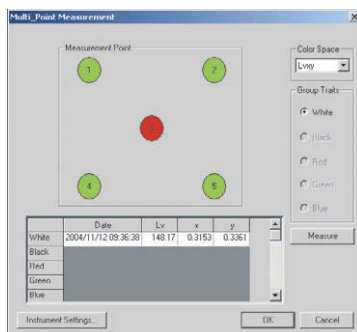 Multi_Point Measurement
Measurement Point
1 2
4 5
Color Space
Lvxy
Group Traits
White
Black
Red
Green
Blue
Measure
Date Lv x y
White 2004/11/12 09:36:38 148.17 0.3153 0.3361
Black
Red
Green
Blue
Instrument Settings...
OK
Cancel